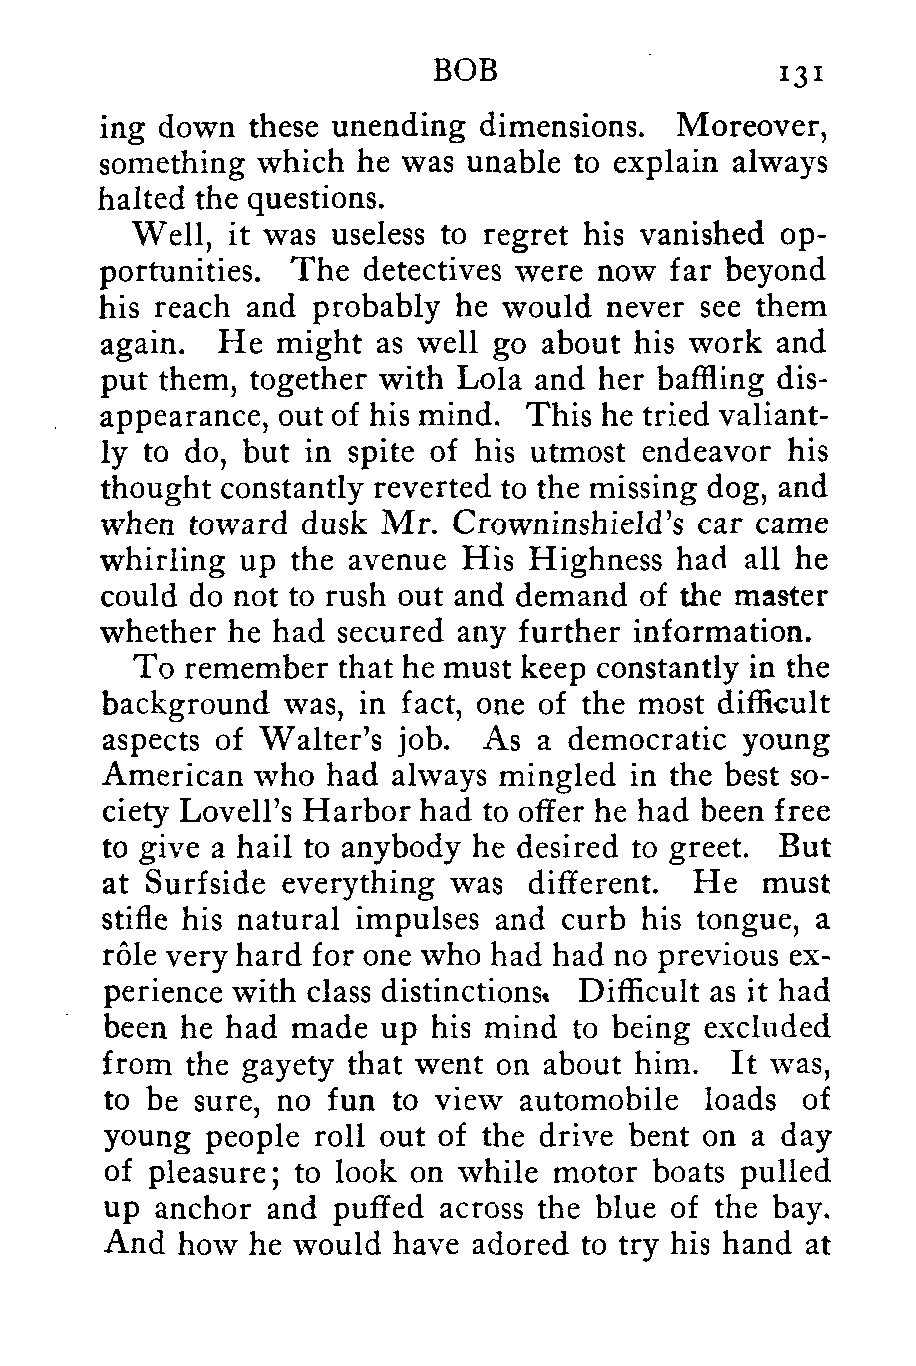 BOB 131
ing down these unending dimensions. Moreover,
something which he was unable to explain always
halted the questions.
Well, it was useless to regret his vanished op-
portunities. The detectives were now far beyond
his reach and probably he would never see them
again. He might as well go about his work and
put them, together with Lola and her baffling dis-
appearance, out of his mind. This he tried valiant-
ly to do, but in spite of his utmost endeavor his
thought constantly reverted to the missing dog, and
when toward dusk Mr. Crowninshield's car came
whirling up the avenue His Highness had all he
could do not to rush out and demand of the master
whether he had secured any further information.
To remember that he must keep constantly in the
background was, in fact, one of the most difficult
aspects of Walter's job. As a democratic young
American who had always mingled in the best so-
ciety Lovell's Harbor had to offer he had been free
to give a hail to anybody he desired to greet. But
at Surfside everything was different. He must
stifle his natural impulses and curb his tongue, a
rôle very hard for one who had had no previous ex-
perience with class distinctions. Difficult as it had
been he had made up his mind to being excluded
from the gayety that went on about him. It was,
to be sure, no fun to view automobile loads of
young people roll out of the drive bent on a day
of pleasure; to look on while motor boats pulled
up anchor and puffed across the blue of the bay.
And how he would have adored to try his hand at